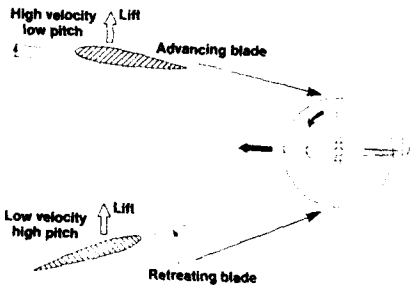 High velocity
low pitch
Lift
Advancing blade
Low velocity
high pitch
Lift
Retreating blade